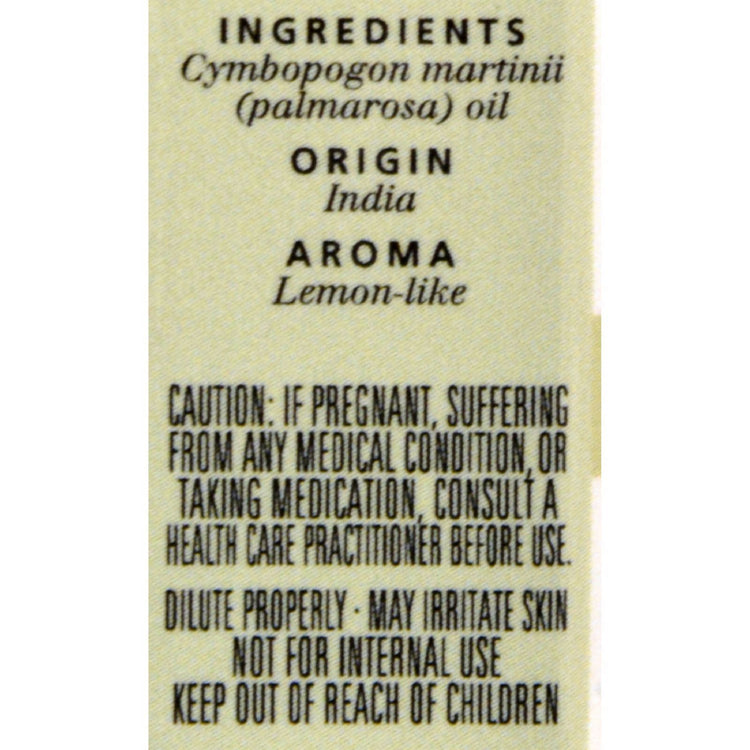 INGREDIENTS
Cymbopogon martinii
(palmarosa) oil
ORIGIN
India
AROMA
Lemon-like
CAUTION: IF PREGNANT, SUFFERING
FROM ANY MEDICAL CONDITION, OR
TAKING MEDICATION, CONSULT A
HEALTH CARE PRACTITIONER BEFORE USE.
DILUTE PROPERLY · MAY IRRITATE SKIN
NOT FOR INTERNAL USE
KEEP OUT OF REACH OF CHILDREN